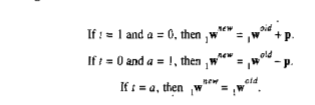 If t = 1 and a = 0, then ₁w^new = ₁w^old + p.
If t = 0 and a = 1, then ₁w^new = ₁w^old − p.
If t = a, then ₁w^new = ₁w^old.